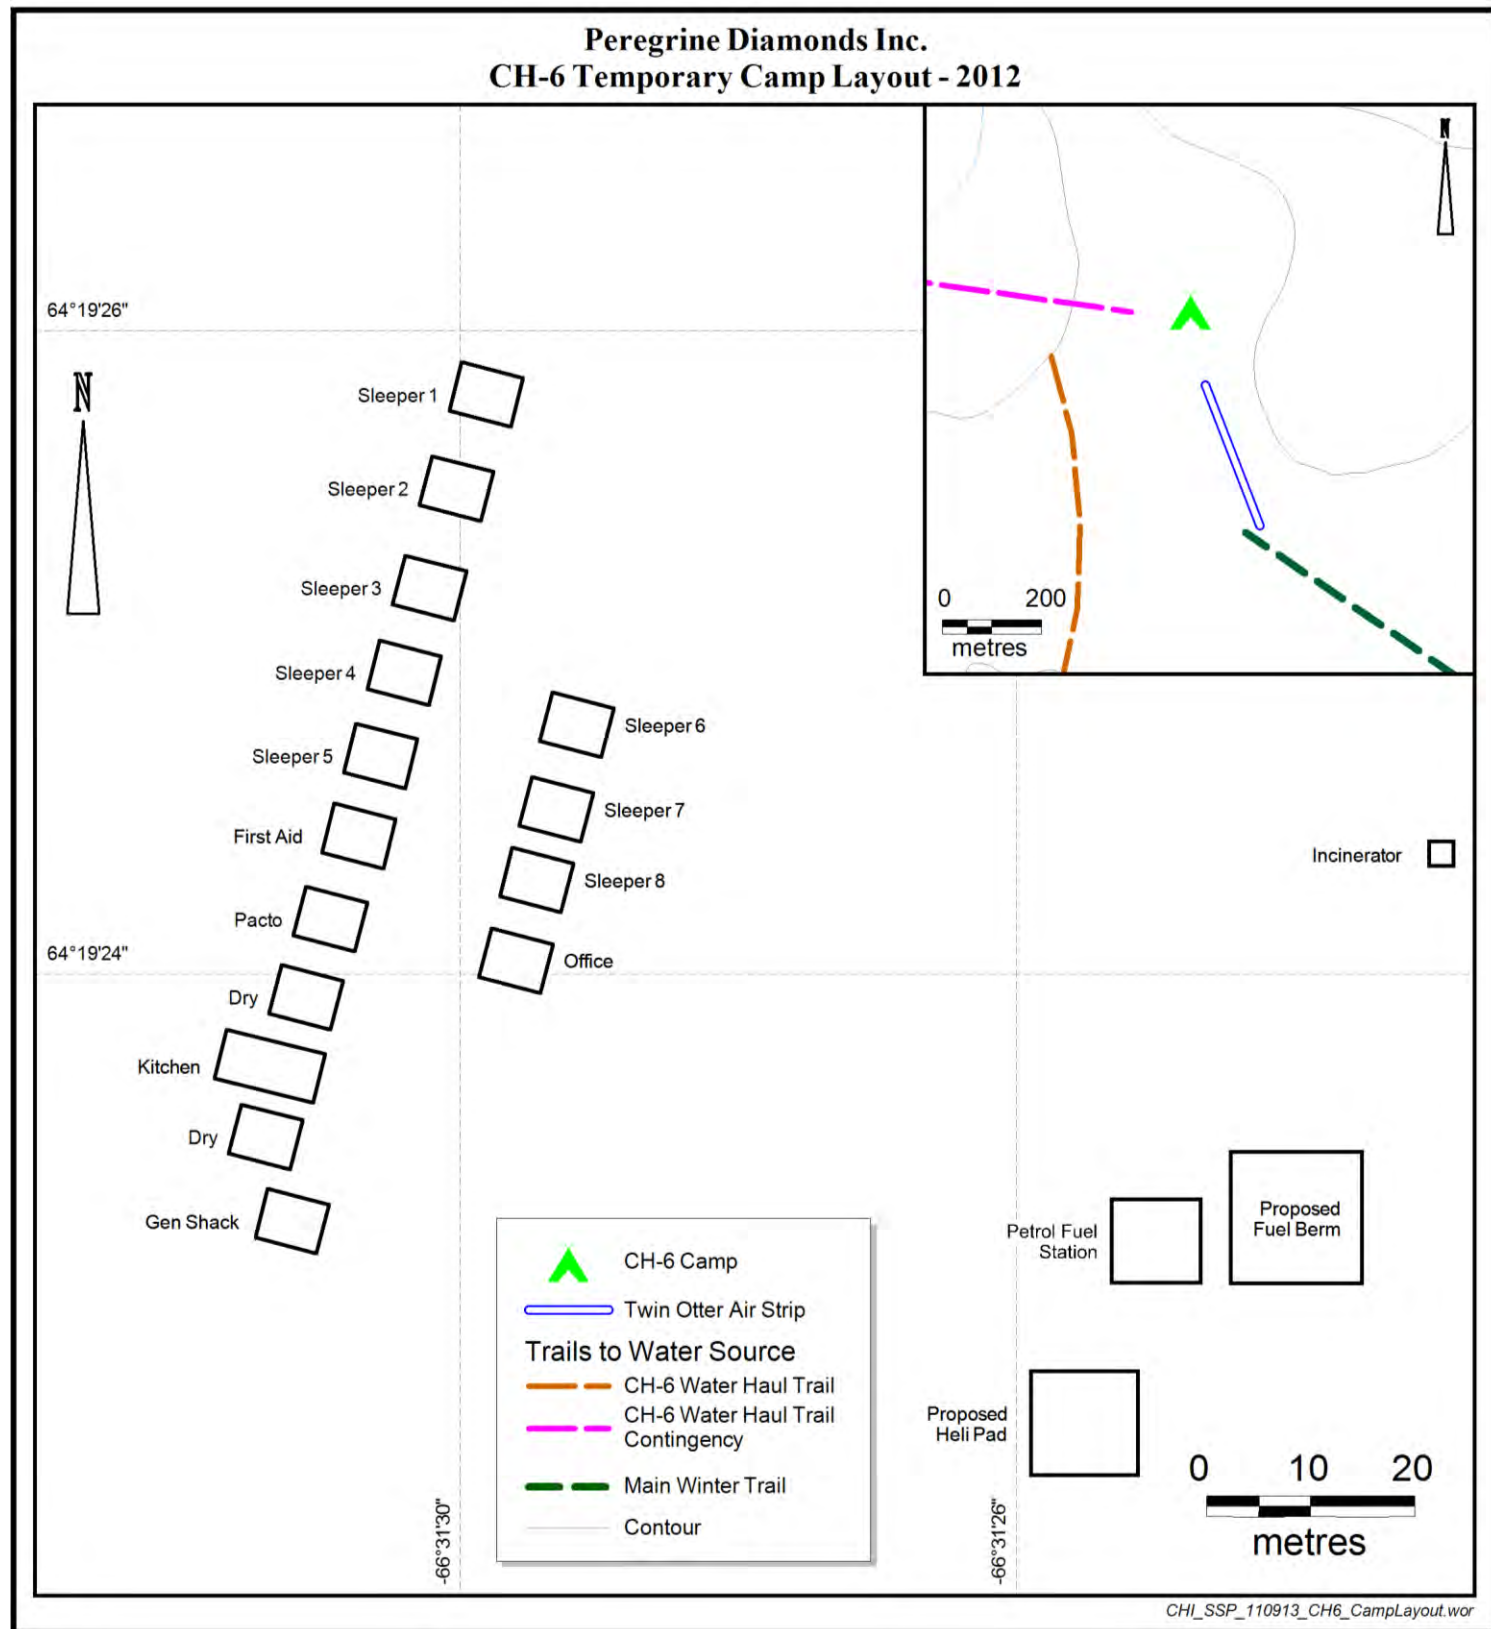 Peregrine Diamonds Inc.
CH-6 Temporary Camp Layout - 2012
N
0 200
metres
64°19'26"
N
Sleeper 1
Sleeper 2
Sleeper 3
Sleeper 4
Sleeper 5
Sleeper 6
Sleeper 7
First Aid
Incinerator
Sleeper 8
Pacto
64°19'24"
Office
Dry
Kitchen
Dry
Gen Shack
Petrol Fuel
Station
Proposed
Fuel Berm
CH-6 Camp
Twin Otter Air Strip
Trails to Water Source
CH-6 Water Haul Trail
CH-6 Water Haul Trail
Contingency
Main Winter Trail
Contour
Proposed
Heli Pad
0 10 20
metres
-66°31'30"
-66°31'26"
CHI_SSP_110913_CH6_CampLayout.wor